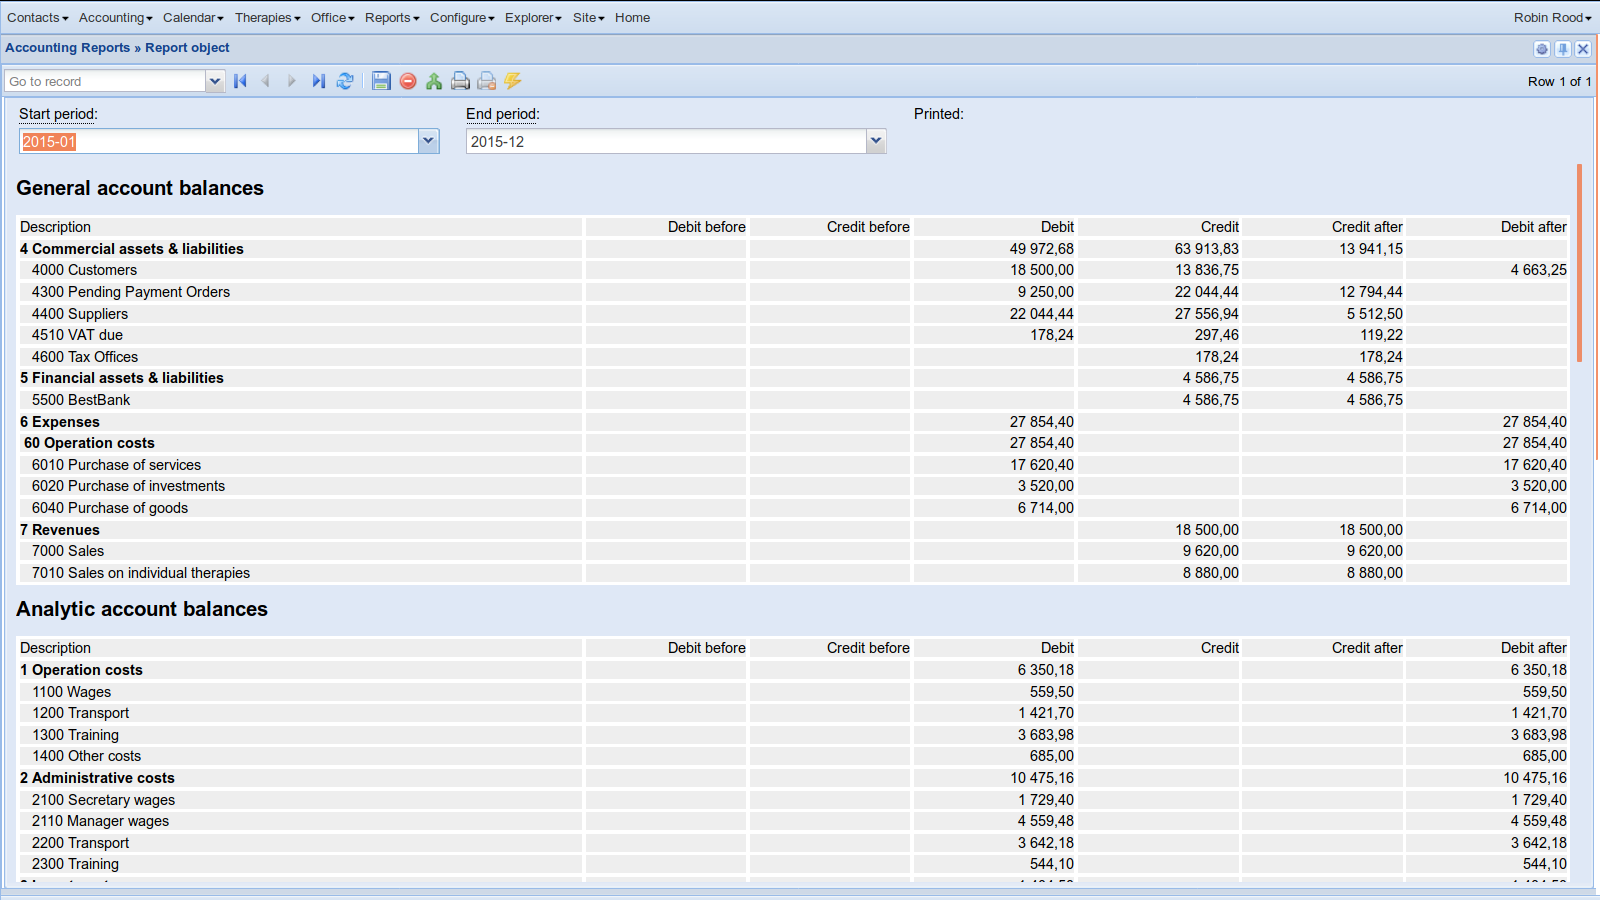 Contacts Accounting Calendar Therapies Office Reports Configure Explorer Site Home Robin Rood
Accounting Reports » Report object
Go to record Row 1 of 1
Start period: End period: Printed:
2015-01 2015-12
General account balances
Description Debit before Credit before Debit Credit Credit after Debit after
4 Commercial assets & liabilities 49 972,68 63 913,83 13 941,15
4000 Customers 18 500,00 13 836,75 4 663,25
4300 Pending Payment Orders 9 250,00 22 044,44 12 794,44
4400 Suppliers 22 044,44 27 556,94 5 512,50
4510 VAT due 178,24 297,46 119,22
4600 Tax Offices 178,24 178,24
5 Financial assets & liabilities 4 586,75 4 586,75
5500 BestBank 4 586,75 4 586,75
6 Expenses 27 854,40 27 854,40
60 Operation costs 27 854,40 27 854,40
6010 Purchase of services 17 620,40 17 620,40
6020 Purchase of investments 3 520,00 3 520,00
6040 Purchase of goods 6 714,00 6 714,00
7 Revenues 18 500,00 18 500,00
7000 Sales 9 620,00 9 620,00
7010 Sales on individual therapies 8 880,00 8 880,00
Analytic account balances
Description Debit before Credit before Debit Credit Credit after Debit after
1 Operation costs 6 350,18 6 350,18
1100 Wages 559,50 559,50
1200 Transport 1 421,70 1 421,70
1300 Training 3 683,98 3 683,98
1400 Other costs 685,00 685,00
2 Administrative costs 10 475,16 10 475,16
2100 Secretary wages 1 729,40 1 729,40
2110 Manager wages 4 559,48 4 559,48
2200 Transport 3 642,18 3 642,18
2300 Training 544,10 544,10